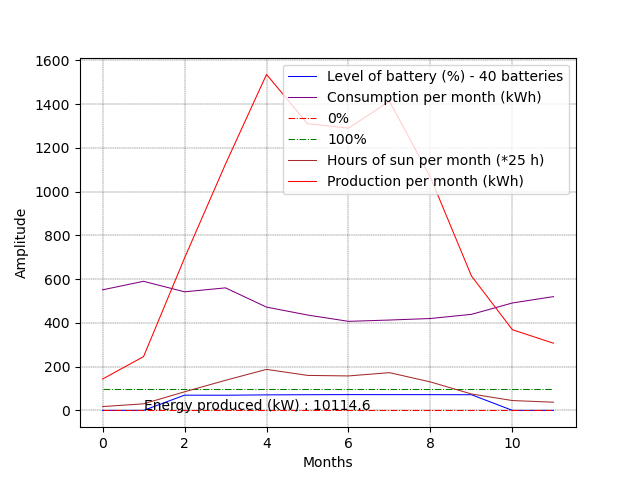 1600
1400
1200
1000
800
600
400
200
0
Amplitude
Level of battery (%) - 40 batteries
Consumption per month (kWh)
0%
100%
Hours of sun per month (*25 h)
Production per month (kWh)
Energy produced (kW) : 10114.6
0 2 4 6 8 10
Months